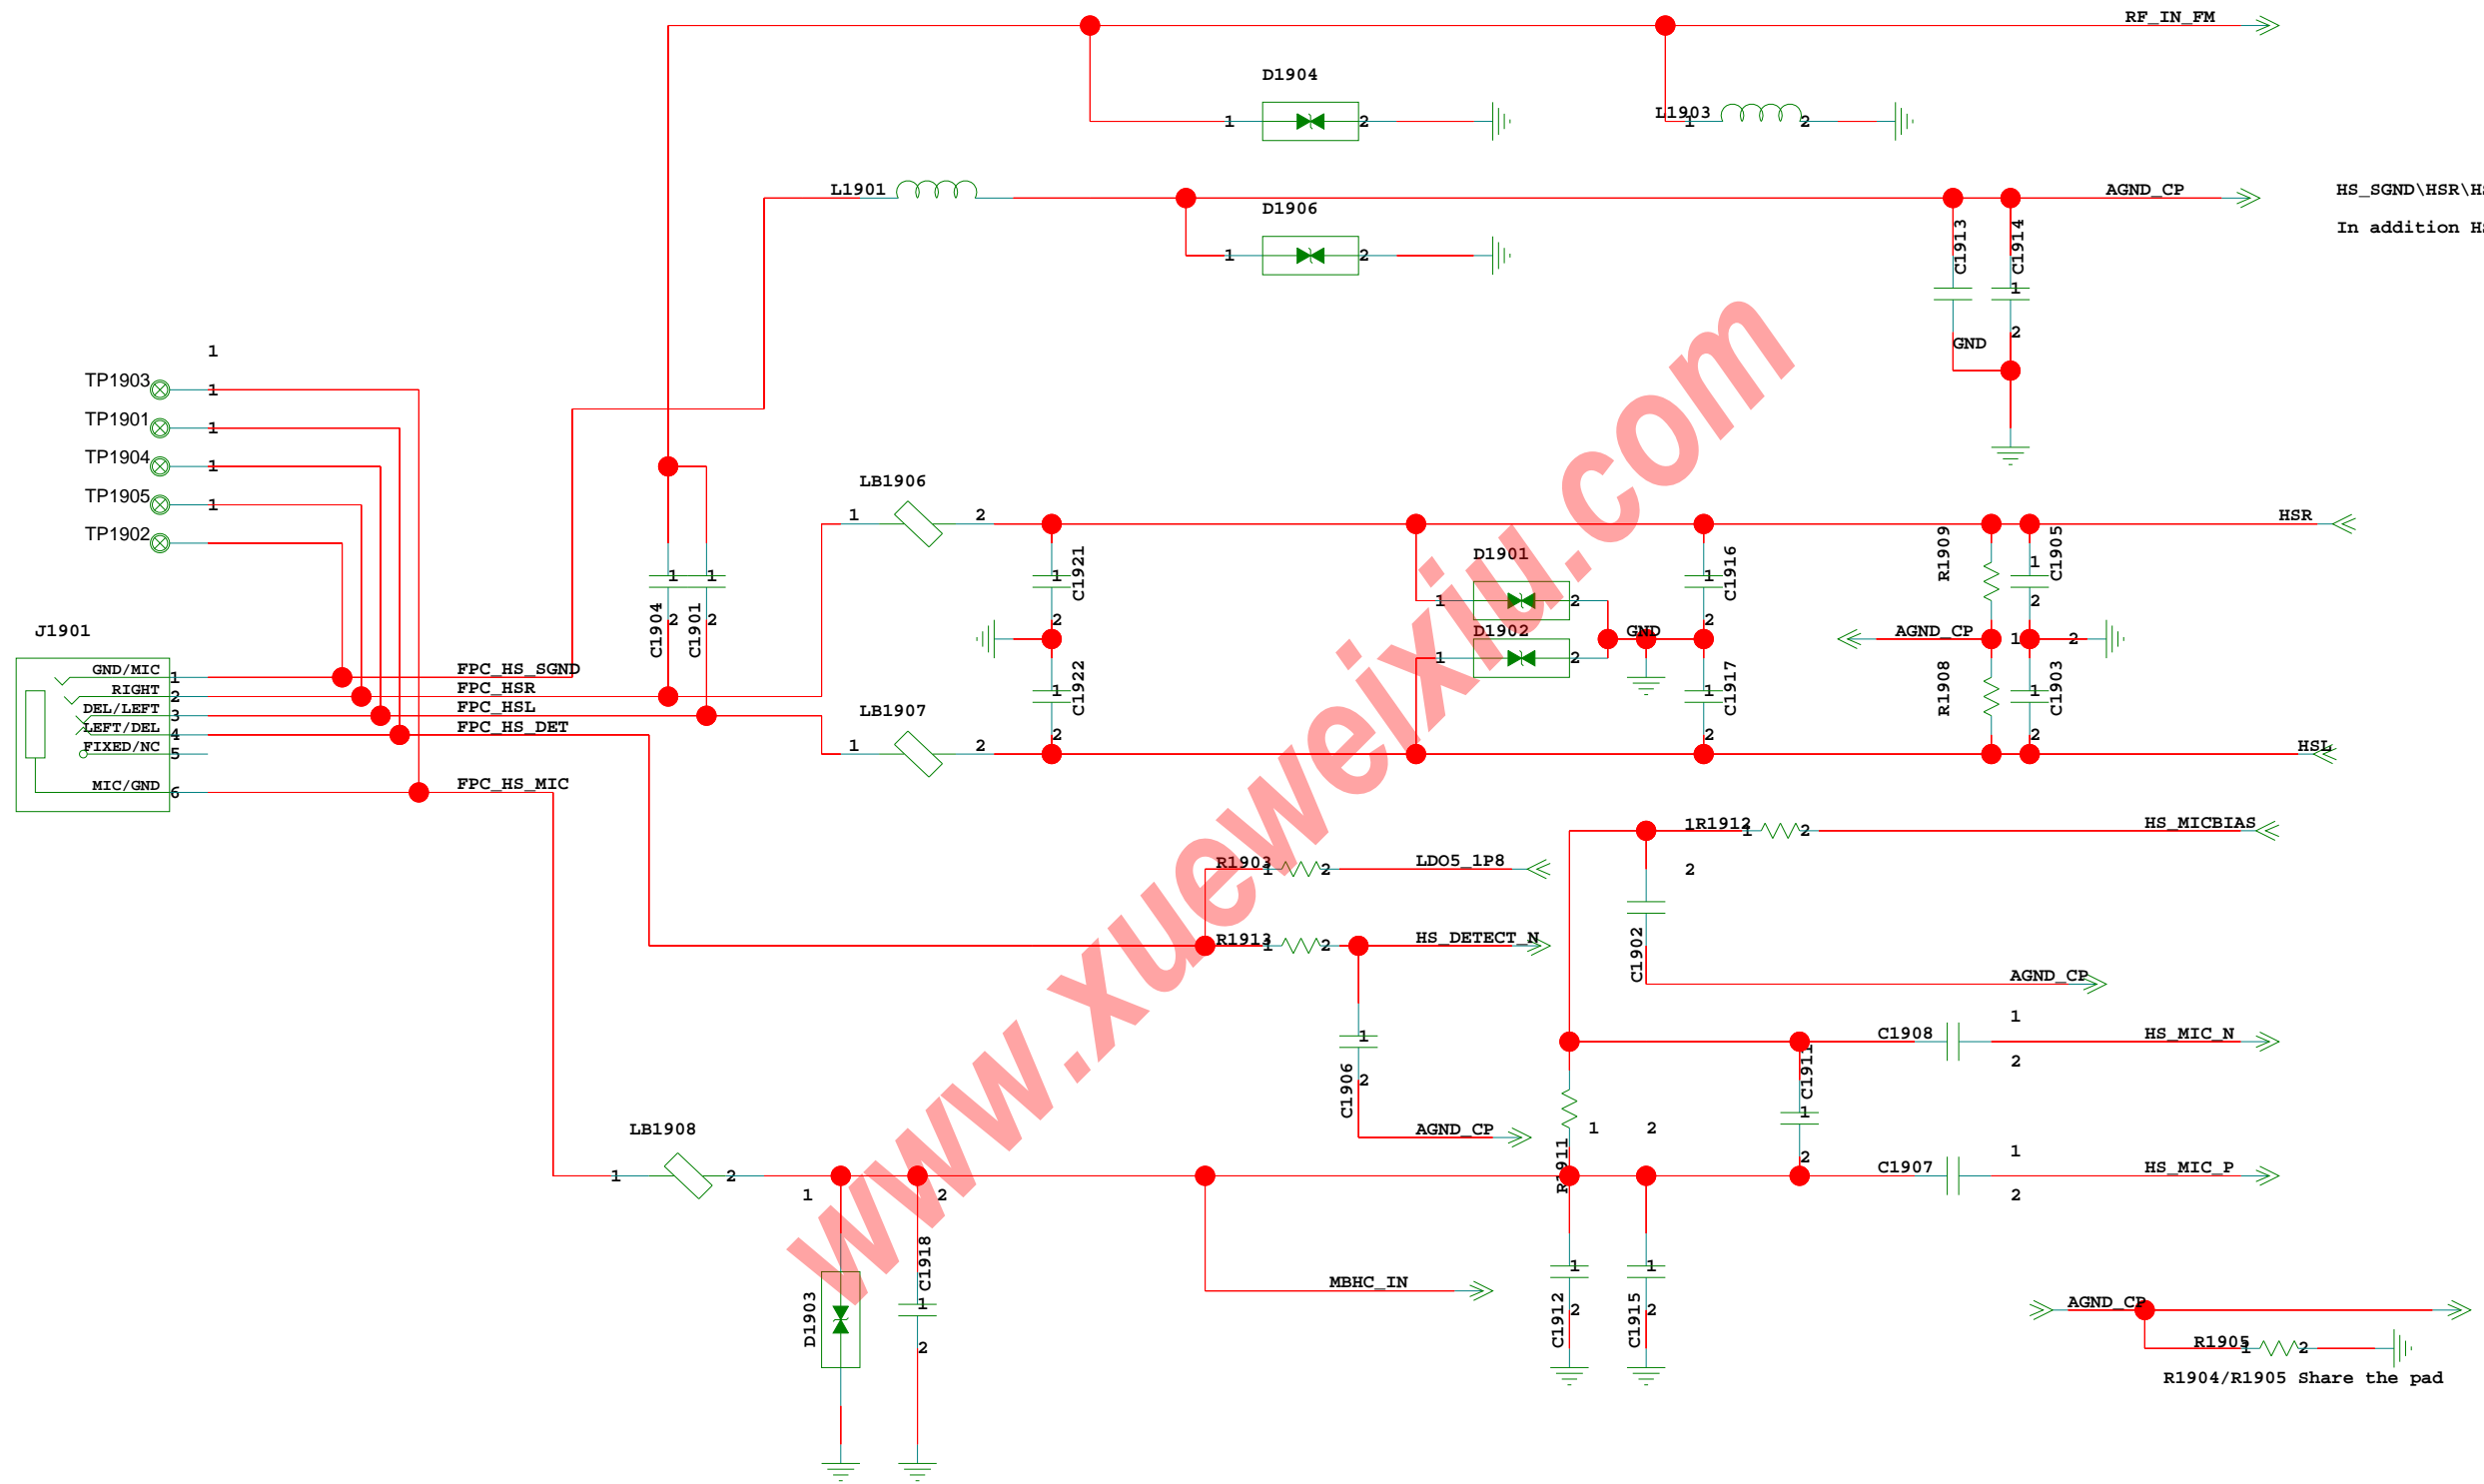 RF_IN_FM
D1904
1 2
L1903
1 2
L1901
AGND_CP
D1906
1 2
C1913
C1914
1
2
GND
HS_SGND\HSR\H
In addition H
1
TP1903 1
TP1901 1
TP1904 1
TP1905 1
TP1902
J1901
GND/MIC 1
RIGHT 2
DEL/LEFT 3
LEFT/DEL 4
FIXED/NC 5
MIC/GND 6
FPC_HS_SGND
FPC_HSR
FPC_HSL
FPC_HS_DET
FPC_HS_MIC
C1904
1
2
C1901
1
2
LB1906
1 2
LB1907
1 2
C1921
1
2
C1922
1
2
D1901
1 2
D1902
1 2
GND
C1916
1
2
C1917
1
2
R1909
R1908
C1905
1
2
C1903
1
2
AGND_CP
1 2
HSR
HSL
R1903
1 2
LDO5_1P8
R1913
1 2
HS_DETECT_N
C1906
1
2
AGND_CP
1
R1912
1 2
HS_MICBIAS
2
C1902
AGND_CP
C1908
1
2
HS_MIC_N
C1911
1
2
R1911
1 2
C1907
1
2
HS_MIC_P
LB1908
1 2
1 2
D1903
C1918
1
2
MBHC_IN
C1912
1
2
C1915
1
2
AGND_CP
R1905
1 2
R1904/R1905 Share the pad
www.xueweixiu.com